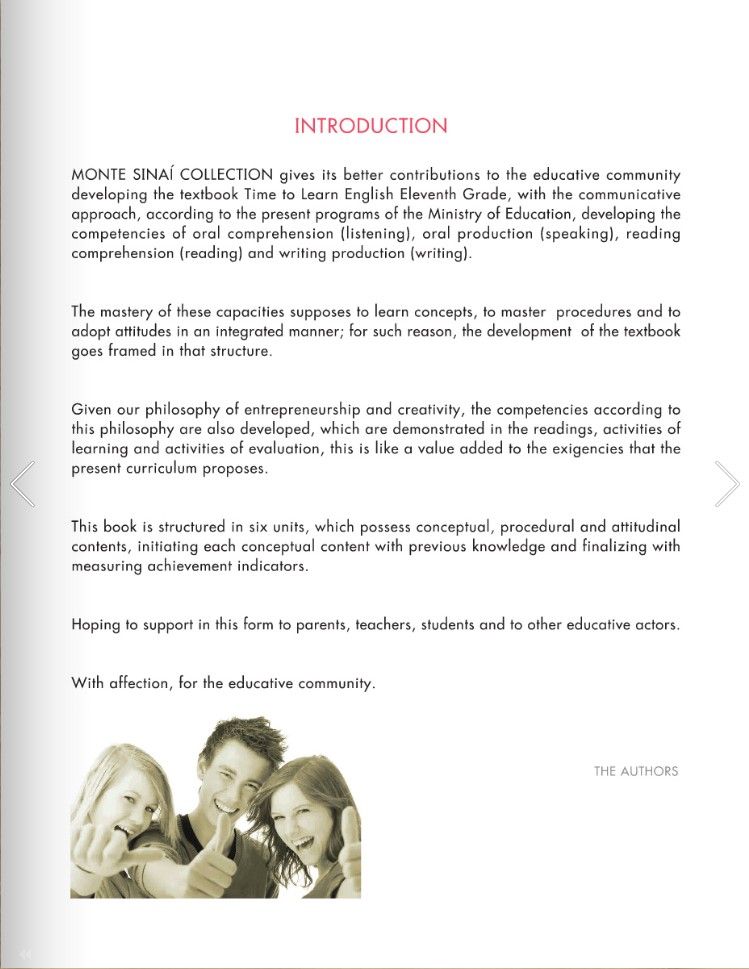 INTRODUCTION
MONTE SINAÍ COLLECTION gives its better contributions to the educative community
developing the textbook Time to Learn English Eleventh Grade, with the communicative
approach, according to the present programs of the Ministry of Education, developing the
competencies of oral comprehension (listening), oral production (speaking), reading
comprehension (reading) and writing production (writing).
The mastery of these capacities supposes to learn concepts, to master procedures and to
adopt attitudes in an integrated manner; for such reason, the development of the textbook
goes framed in that structure.
Given our philosophy of entrepreneurship and creativity, the competencies according to
this philosophy are also developed, which are demonstrated in the readings, activities of
learning and activities of evaluation, this is like a value added to the exigencies that the
present curriculum proposes.
This book is structured in six units, which possess conceptual, procedural and attitudinal
contents, initiating each conceptual content with previous knowledge and finalizing with
measuring achievement indicators.
Hoping to support in this form to parents, teachers, students and to other educative actors.
With affection, for the educative community.
THE AUTHORS